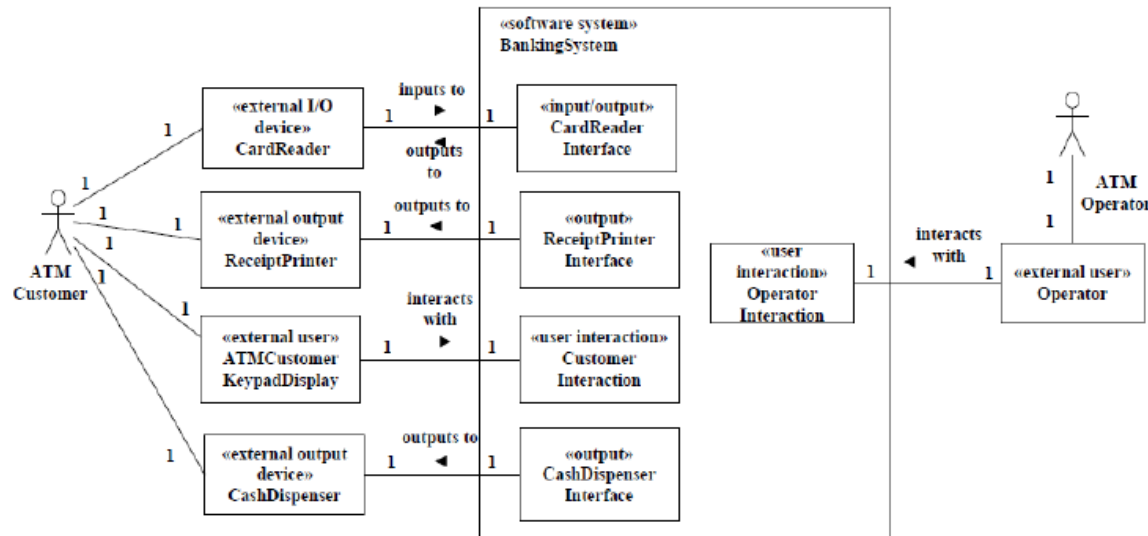 «software system»
BankingSystem
«external I/O
device»
CardReader
1
inputs to
1
outputs
to
«input/output»
CardReader
Interface
1
1
1
ATM
Customer
«external output
device»
ReceiptPrinter
1
outputs to
1
«output»
ReceiptPrinter
Interface
1
1
«external user»
ATMCustomer
KeypadDisplay
1
interacts
with
1
«user interaction»
Customer
Interaction
1
1
«external output
device»
CashDispenser
1
outputs to
1
«output»
CashDispenser
Interface
1
1
«user
interaction»
Operator
Interaction
1
interacts
with
1
«external user»
Operator
1
1
ATM
Operator